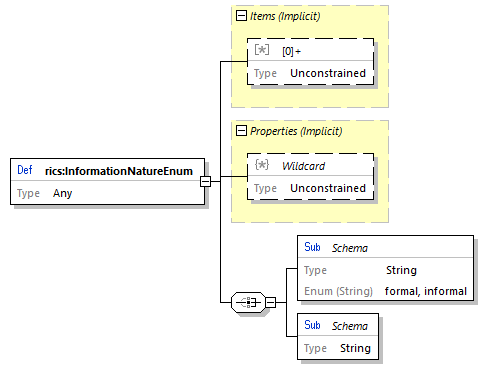 Items (Implicit)
[0]+
Type Unconstrained
Properties (Implicit)
Wildcard
Type Unconstrained
Def rics:InformationNatureEnum
Type Any
Sub Schema
Type String
Enum (String) formal, informal
Sub Schema
Type String